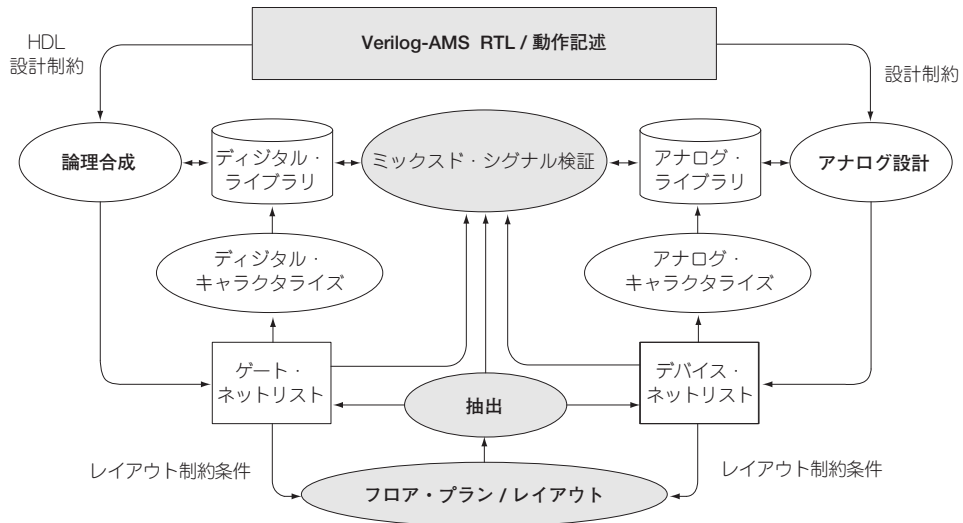 Verilog-AMS RTL / 動作記述
HDL
設計制約
設計制約
論理合成
ディジタル・
ライブラリ
ミックスド・シグナル検証
アナログ・
ライブラリ
アナログ設計
ディジタル・
キャラクタライズ
アナログ・
キャラクタライズ
ゲート・
ネットリスト
デバイス・
ネットリスト
抽出
レイアウト制約条件
レイアウト制約条件
フロア・プラン / レイアウト